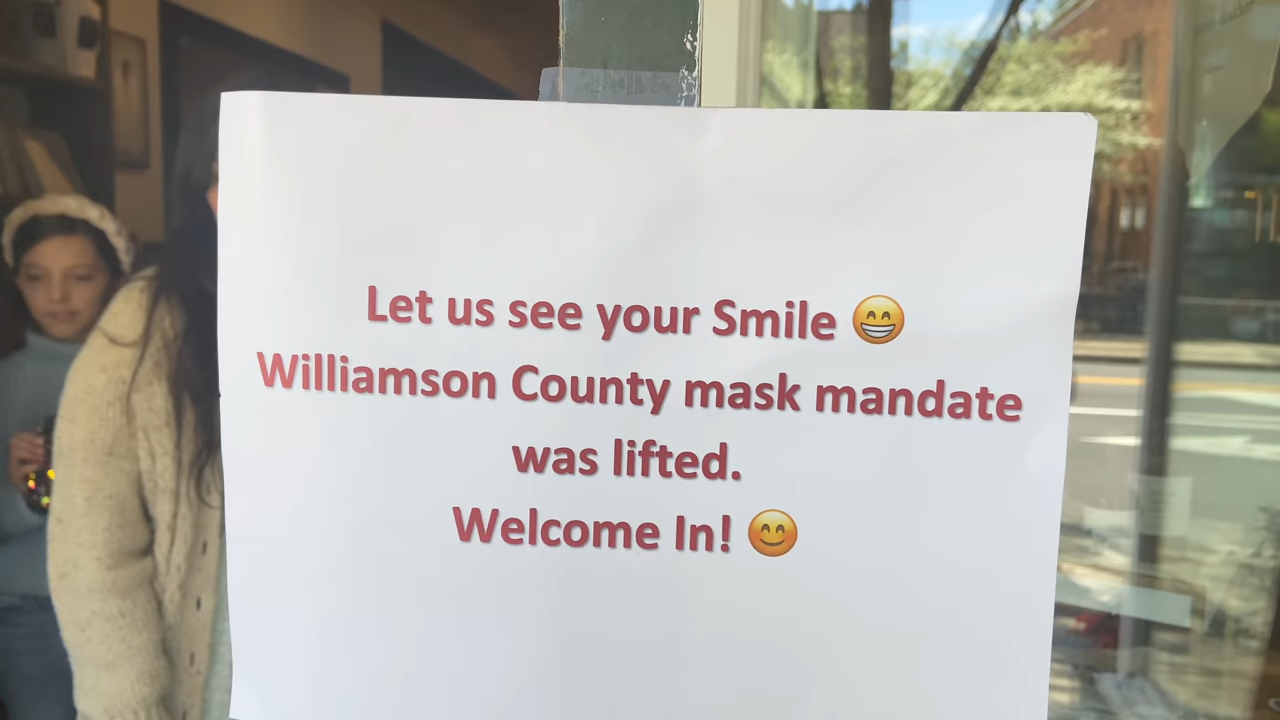 Let us see your Smile 😁
Williamson County mask mandate
was lifted.
Welcome In! 😊